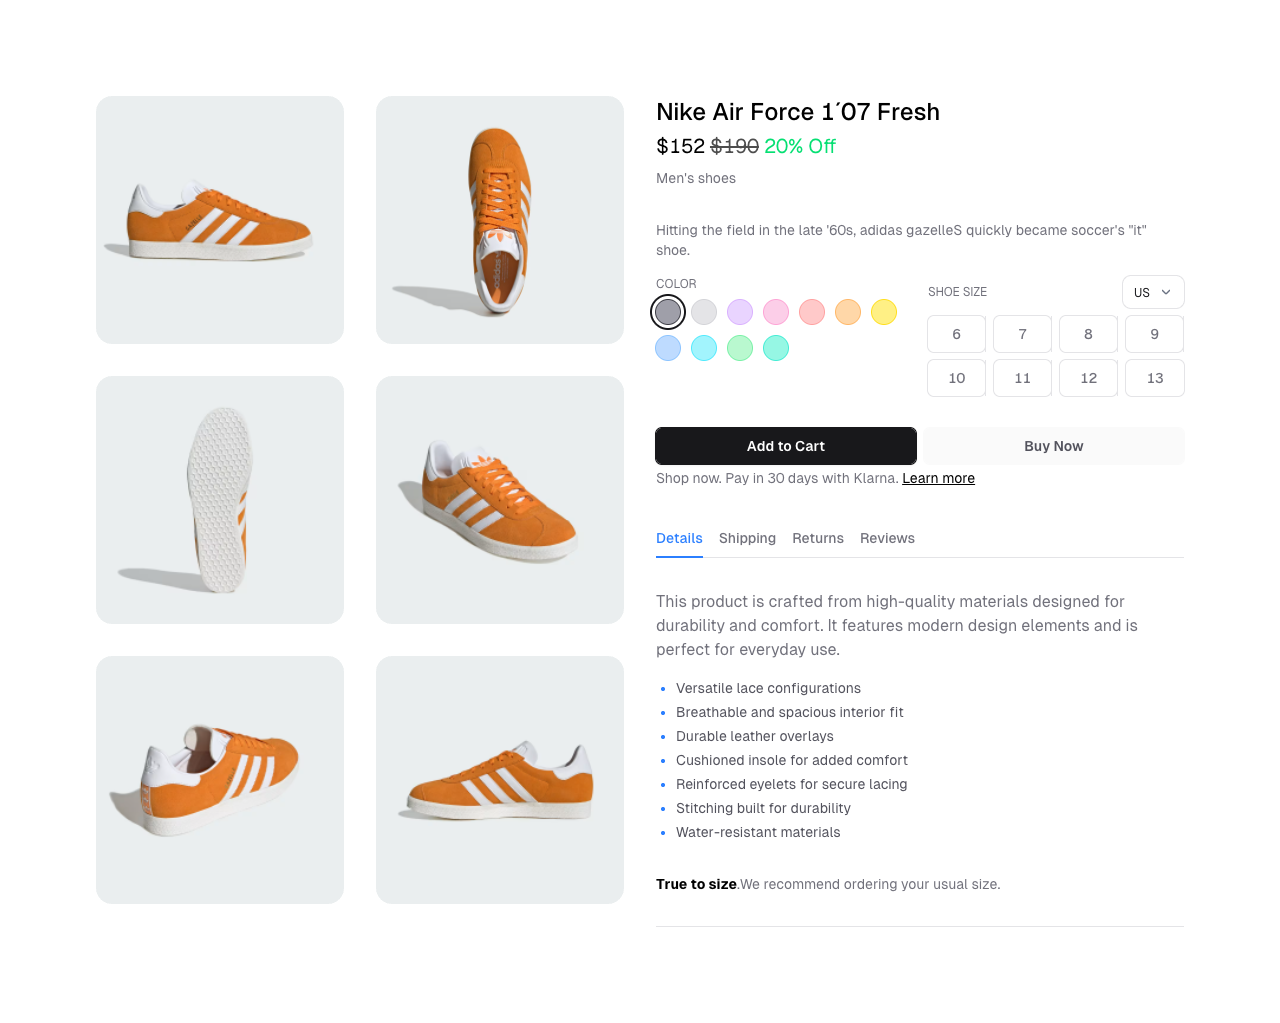 Nike Air Force 1´07 Fresh
$152 $190 20% Off
Men's shoes
Hitting the field in the late '60s, adidas gazelleS quickly became soccer's "it"
shoe.
COLOR
SHOE SIZE
US
6 7 8 9
10 11 12 13
Add to Cart
Buy Now
Shop now. Pay in 30 days with Klarna. Learn more
Details Shipping Returns Reviews
This product is crafted from high-quality materials designed for
durability and comfort. It features modern design elements and is
perfect for everyday use.
Versatile lace configurations
Breathable and spacious interior fit
Durable leather overlays
Cushioned insole for added comfort
Reinforced eyelets for secure lacing
Stitching built for durability
Water-resistant materials
True to size.We recommend ordering your usual size.
adidas